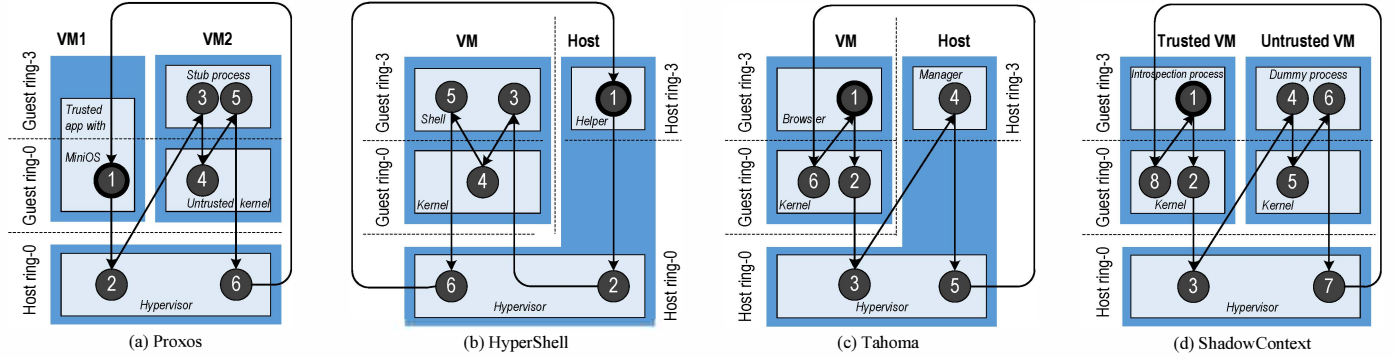 VM1
VM2
Guest ring-3
Stub process
3
5
Trusted
app with
MiniOS
1
Guest ring-0
4
Untrusted kernel
Host ring-0
2
6
Hypervisor
(a) Proxos
VM
Host
Guest ring-3
5
3
Shell
1
Helper
Host ring-3
Guest ring-0
4
Kernel
6
2
Hypervisor
Host ring-0
(b) HyperShell
VM
Host
Guest ring-3
1
Browser
Manager
4
Host ring-3
Guest ring-0
6
2
Kernel
Host ring-0
3
5
Hypervisor
(c) Tahoma
Trusted VM
Untrusted VM
Guest ring-3
Introspection process
1
Dummy process
4
6
Guest ring-0
8
2
Kernel
5
Kernel
Host ring-0
3
7
Hypervisor
(d) ShadowContext